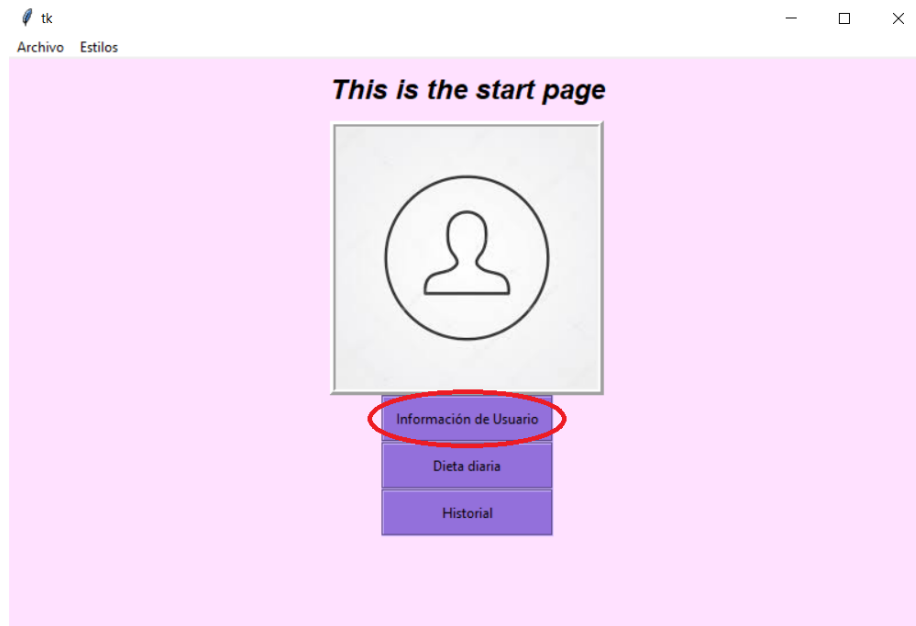 tk
Archivo Estilos
This is the start page
Información de Usuario
Dieta diaria
Historial